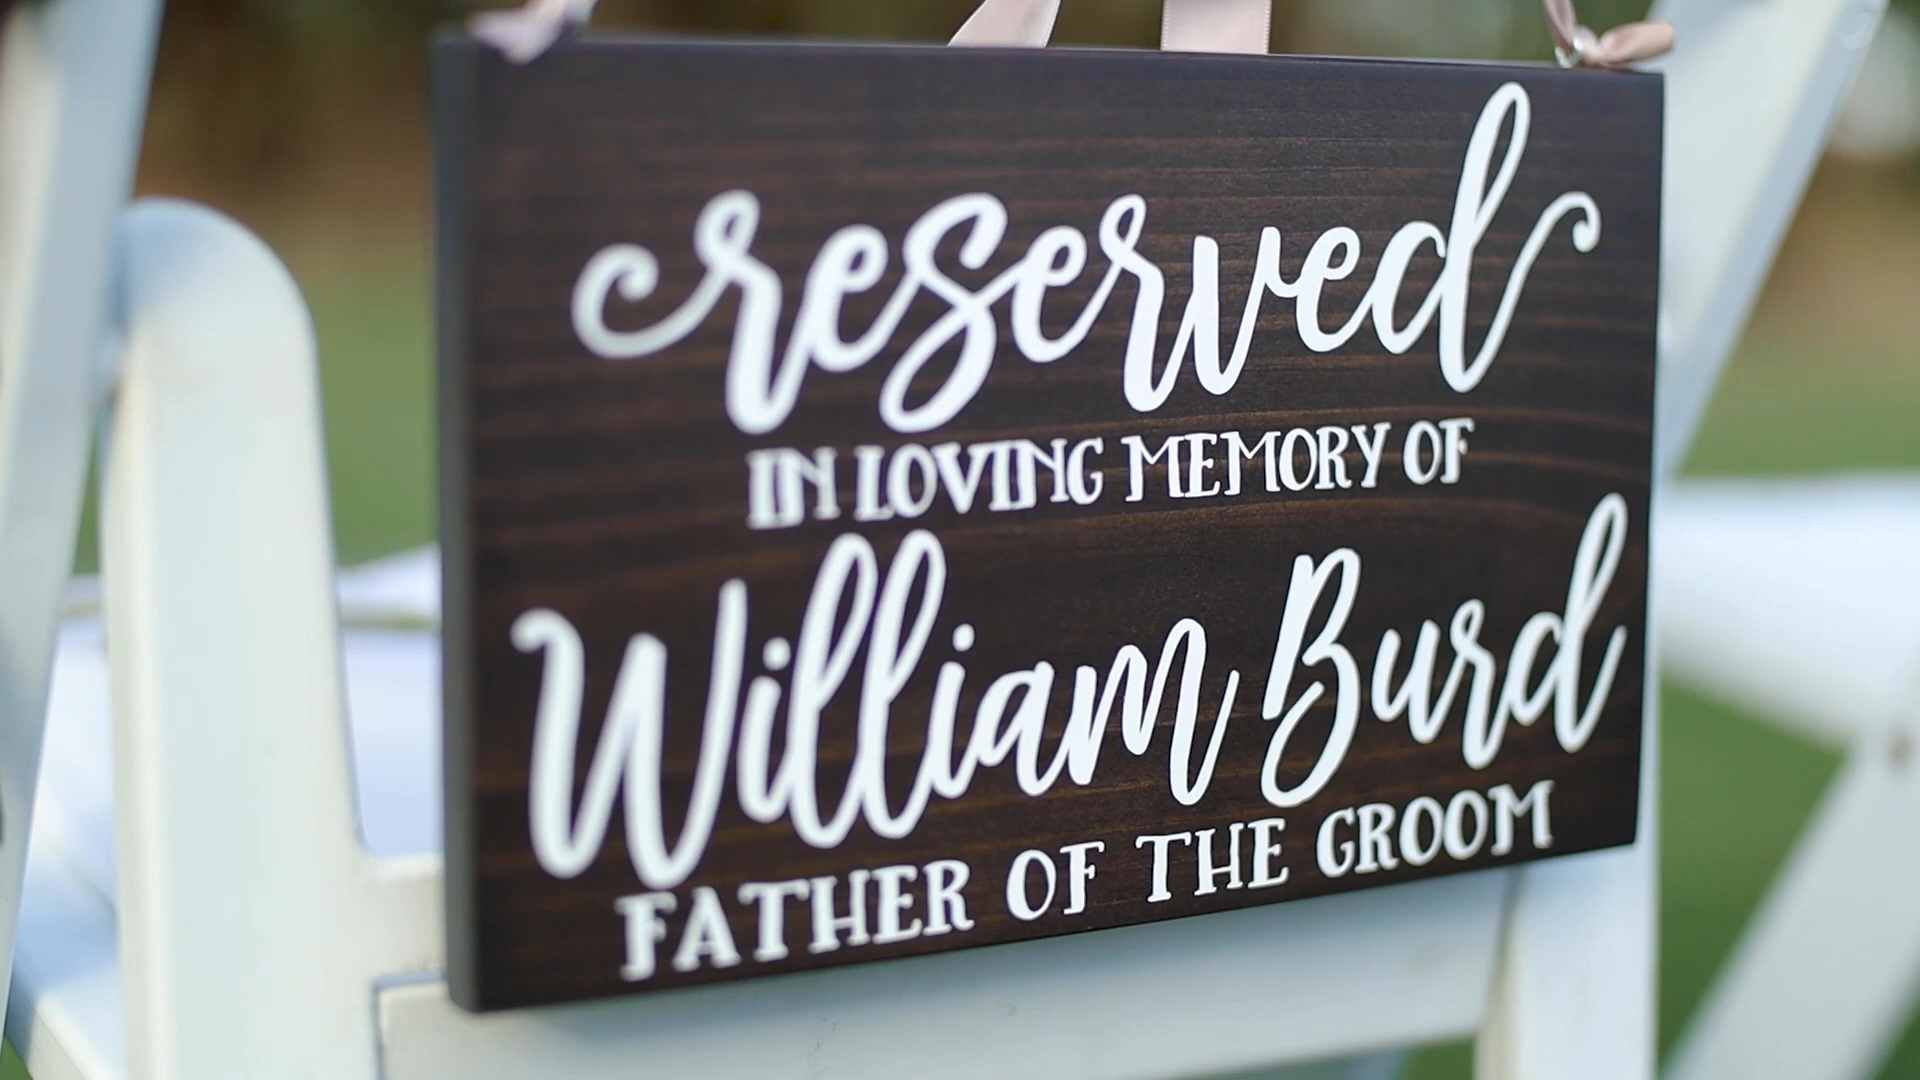 reserved
IN LOVING MEMORY OF
William Burd
FATHER OF THE GROOM